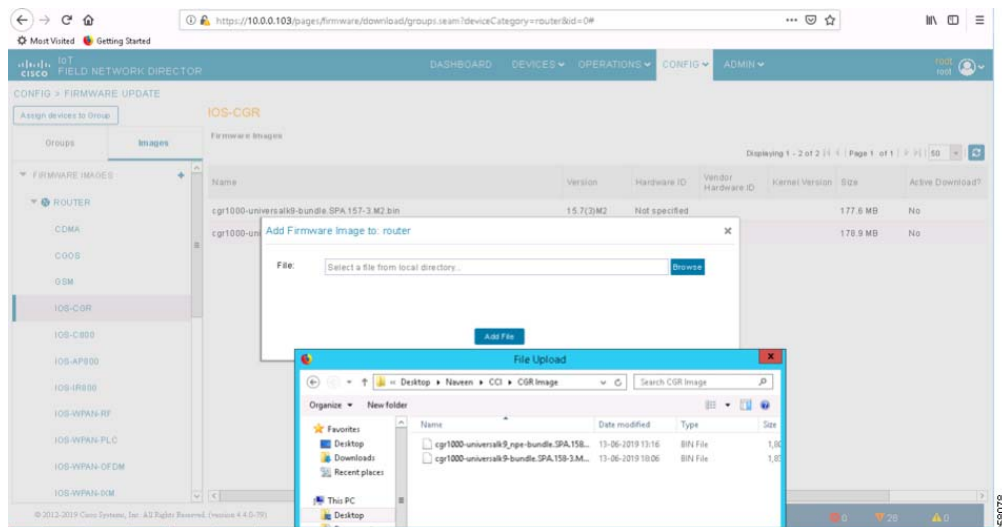 https://10.0.0.103/pages/firmware/download/groups.seam?deviceCategory=router&id=0#
Most Visited Getting Started
cisco IoT FIELD NETWORK DIRECTOR
DASHBOARD DEVICES OPERATIONS CONFIG ADMIN root root
CONFIG > FIRMWARE UPDATE
Assign devices to Group
IOS-CGR
Groups Images
Firmware Images
Displaying 1 - 2 of 2 Page 1 of 1 50
FIRMWARE IMAGES
Name Version Hardware ID Vendor Hardware ID Kernel Version Size Active Download?
ROUTER
cgr1000-universalk9-bundle.SPA.157-3.M2.bin 15.7(3)M2 Not specified 177.6 MB No
CDMA
cgr1000-un 178.9 MB No
Add Firmware Image to: router
CGOS
File: Select a file from local directory... Browse
GSM
IOS-CGR
IOS-C800
Add File
IOS-AP800
File Upload
IOS-IR800
Desktop Naveen CCI CGR Image Search CGR Image
Organize New folder
IOS-WPAN-RF
Name Date modified Type Size
Favorites
Desktop
cgr1000-universalk9_npe-bundle.SPA.158... 13-06-2019 13:16 BIN File
IOS-WPAN-PLC
Downloads
cgr1000-universalk9-bundle.SPA.158-3.M... 13-06-2019 18:06 BIN File
Recent places
IOS-WPAN-OFDM
This PC
IOS-WPAN-IXM
Desktop
© 2012-2019 Cisco Systems, Inc. All Rights Reserved. (version 4.4.0-79)
0 26 0